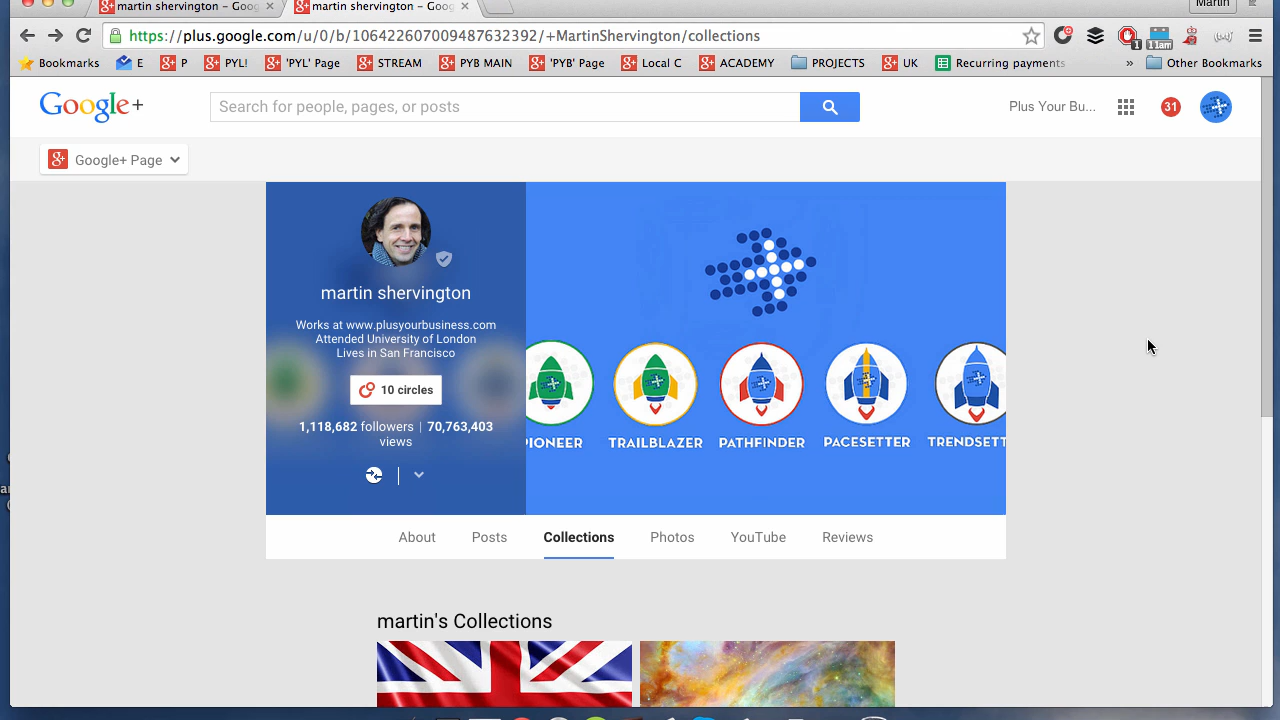 martin shervington – Goog
martin shervington – Goog
Martin
https://plus.google.com/u/0/b/106422607009487632392/+MartinShervington/collections
1
11am
Bookmarks
E
P
PYL!
'PYL' Page
STREAM
PYB MAIN
'PYB' Page
Local C
ACADEMY
PROJECTS
UK
Recurring payments
»
Other Bookmarks
Google+
Search for people, pages, or posts
Plus Your Bu...
31
Google+ Page
martin shervington
Works at www.plusyourbusiness.com
Attended University of London
Lives in San Francisco
10 circles
1,118,682 followers | 70,763,403
views
PIONEER
TRAILBLAZER
PATHFINDER
PACESETTER
TRENDSETT
About
Posts
Collections
Photos
YouTube
Reviews
martin's Collections